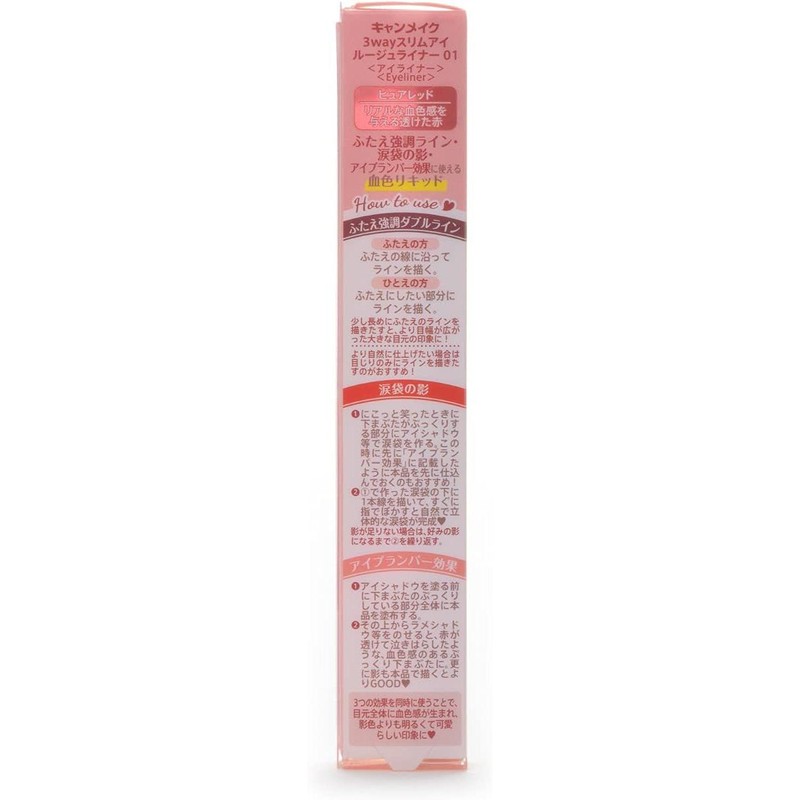 キャンメイク
3wayスリムアイ
ルージュライナー 01
＜アイライナー＞
＜Eyeliner＞
ピュアレッド
リアルな血色感を
与える透けた赤
ふたえ強調ライン・
涙袋の影・
アイプランパー効果に使える
血色リキッド
How to use
ふたえ強調ダブルライン
ふたえの方
ふたえの線に沿って
ラインを描く。
ひとえの方
ふたえにしたい部分に
ラインを描く。
少し長めにふたえのラインを
描きたすと、より目幅が広が
った大きな目元の印象に！
より自然に仕上げたい場合は
目じりのみにラインを描きた
すのがおすすめ！
涙袋の影
❶にこっと笑ったときに
下まぶたがぷっくりす
る部分にアイシャドウ
等で涙袋を作る。この
時に先に「アイプラン
パー効果」に記載した
ように本品を先に仕込
んでおくのもおすすめ！
❷①で作った涙袋の下に
1本線を描いて、すぐに
指でぼかすと自然で立
体的な涙袋が完成♥
影が足りない場合は、好みの影
になるまで②を繰り返す。
アイプランパー効果
❶アイシャドウを塗る前
に下まぶたのぷっくり
している部分全体に本
品を塗布する。
❷その上からラメシャド
ウ等をのせると、赤が
透けて泣きはらしたよ
うな、血色感のあるぷ
っくり下まぶたに。更
に影も本品で描くとよ
りGOOD♥
3つの効果を同時に使うことで、
目元全体に血色感が生まれ、
影色よりも明るくて可愛
らしい印象に♥